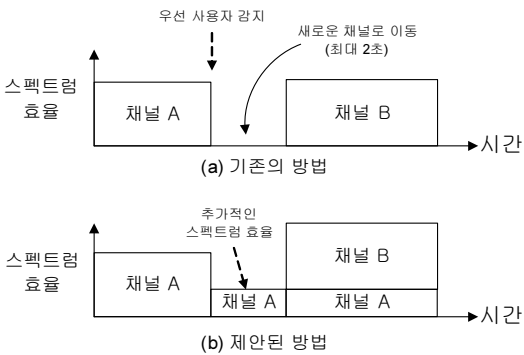 우선 사용자 감지
새로운 채널로 이동
(최대 2초)
스펙트럼
효율
채널 A
채널 B
시간
(a) 기존의 방법
추가적인
스펙트럼 효율
스펙트럼
효율
채널 A
채널 A
채널 B
채널 A
시간
(b) 제안된 방법